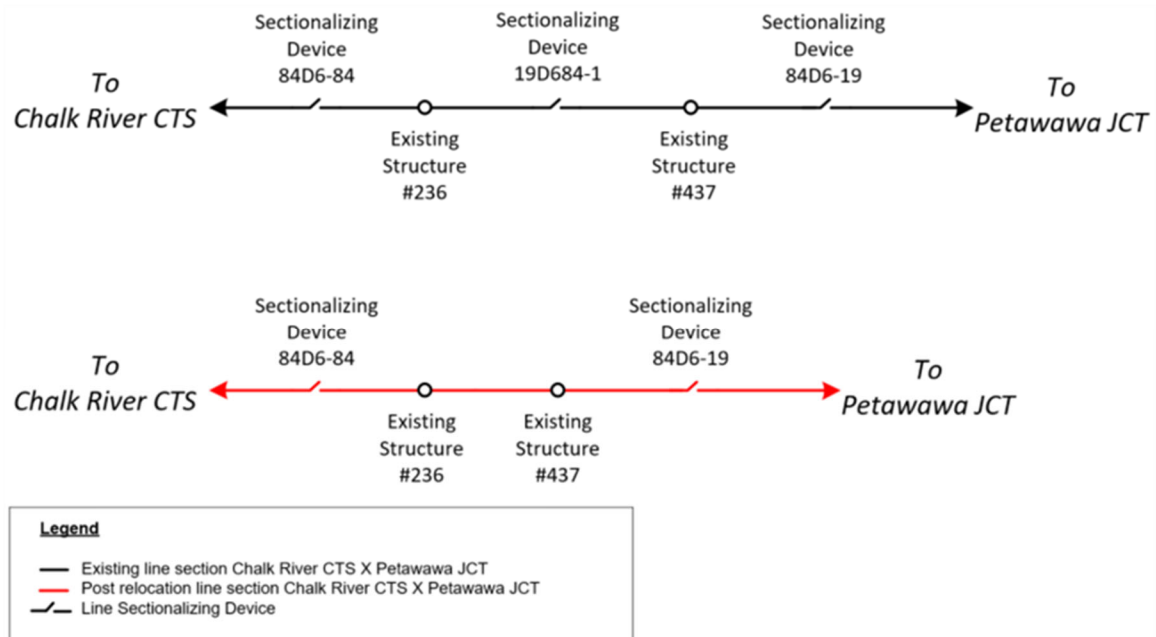 Sectionalizing
Device
84D6-84
Sectionalizing
Device
19D684-1
Sectionalizing
Device
84D6-19
To
Chalk River CTS
To
Petawawa JCT
Existing
Structure
#236
Existing
Structure
#437
Sectionalizing
Device
84D6-84
Sectionalizing
Device
84D6-19
To
Chalk River CTS
To
Petawawa JCT
Existing
Structure
#236
Existing
Structure
#437
Legend
Existing line section Chalk River CTS X Petawawa JCT
Post relocation line section Chalk River CTS X Petawawa JCT
Line Sectionalizing Device